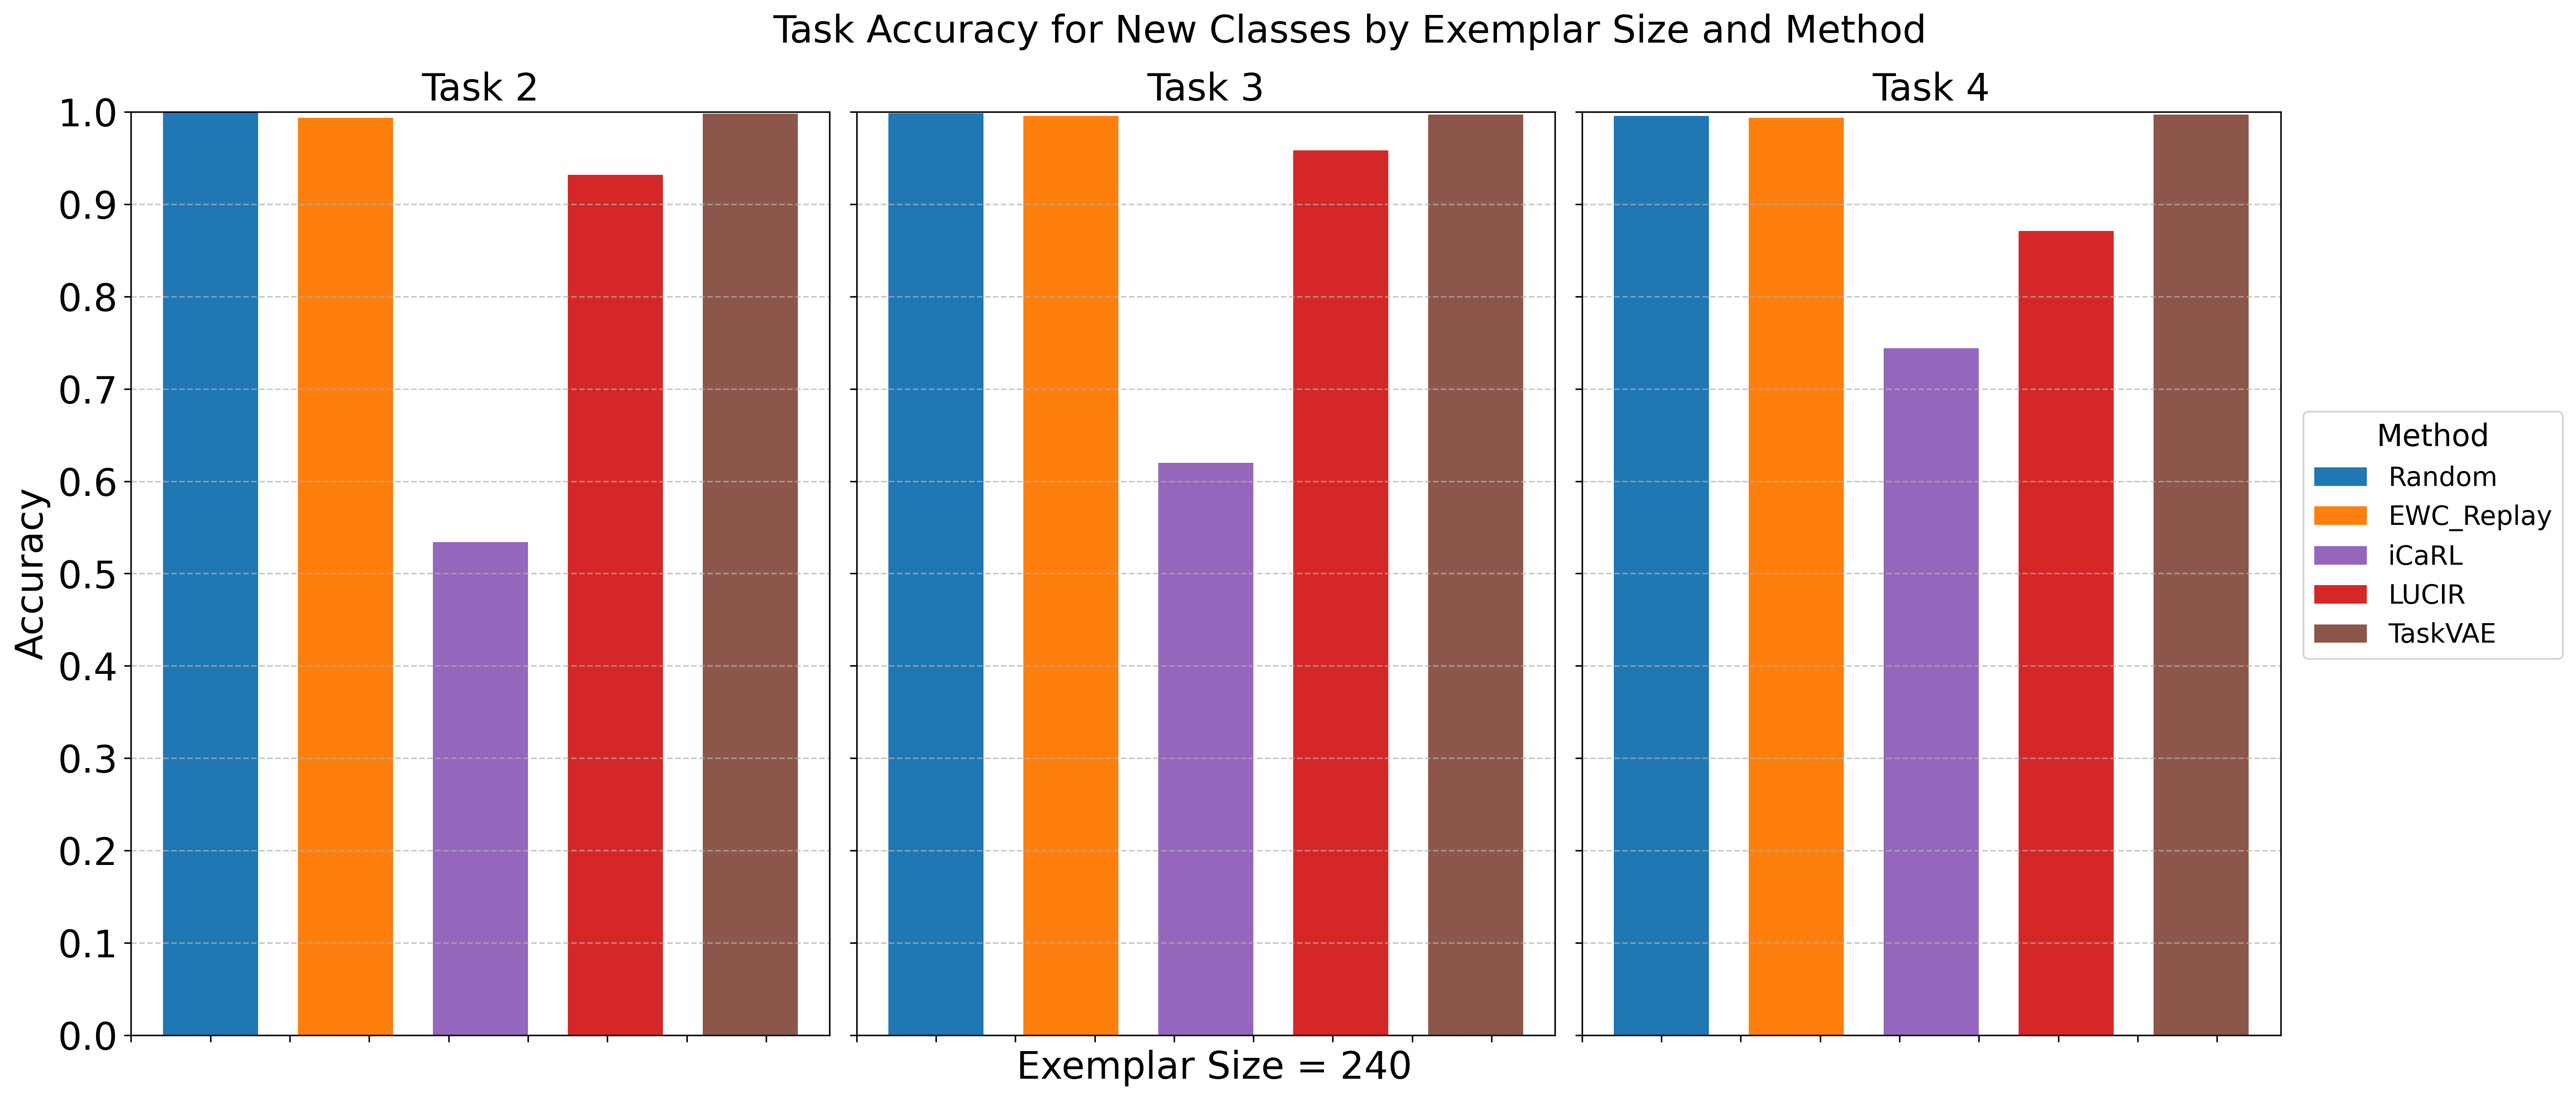 Task Accuracy for New Classes by Exemplar Size and Method
Task 2
Task 3
Task 4
1.0
0.9
0.8
0.7
0.6
0.5
0.4
0.3
0.2
0.1
0.0
Accuracy
Exemplar Size = 240
Method
Random
EWC_Replay
iCaRL
LUCIR
TaskVAE